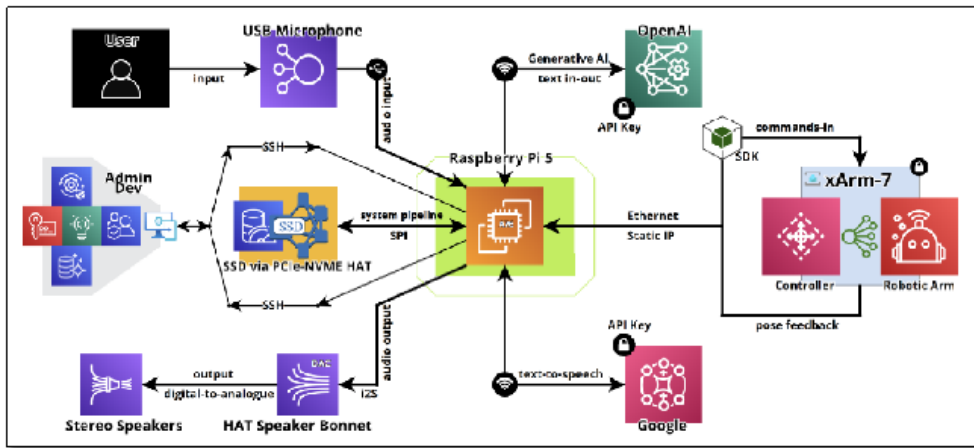 User
USB Microphone
OpenAI
input
Generative AI
text in-out
audio input
API Key
commands-in
SDK
SSH
Raspberry Pi 5
Admin
Dev
xArm-7
system pipeline
SSD
SPI
Ethernet
Static IP
SSD via PCIe-NVME HAT
Controller
Robotic Arm
SSH
pose feedback
audio output
API Key
DAC
output
digital-to-analogue
I2S
text-to-speech
Stereo Speakers
HAT Speaker Bonnet
Google